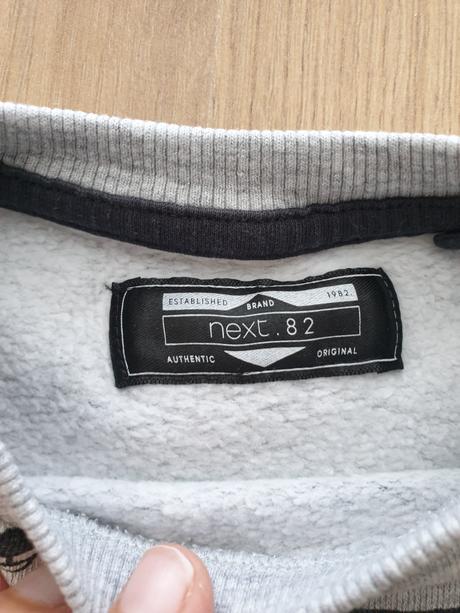 ESTABLISHED BRAND 1982.
next.82
AUTHENTIC ORIGINAL